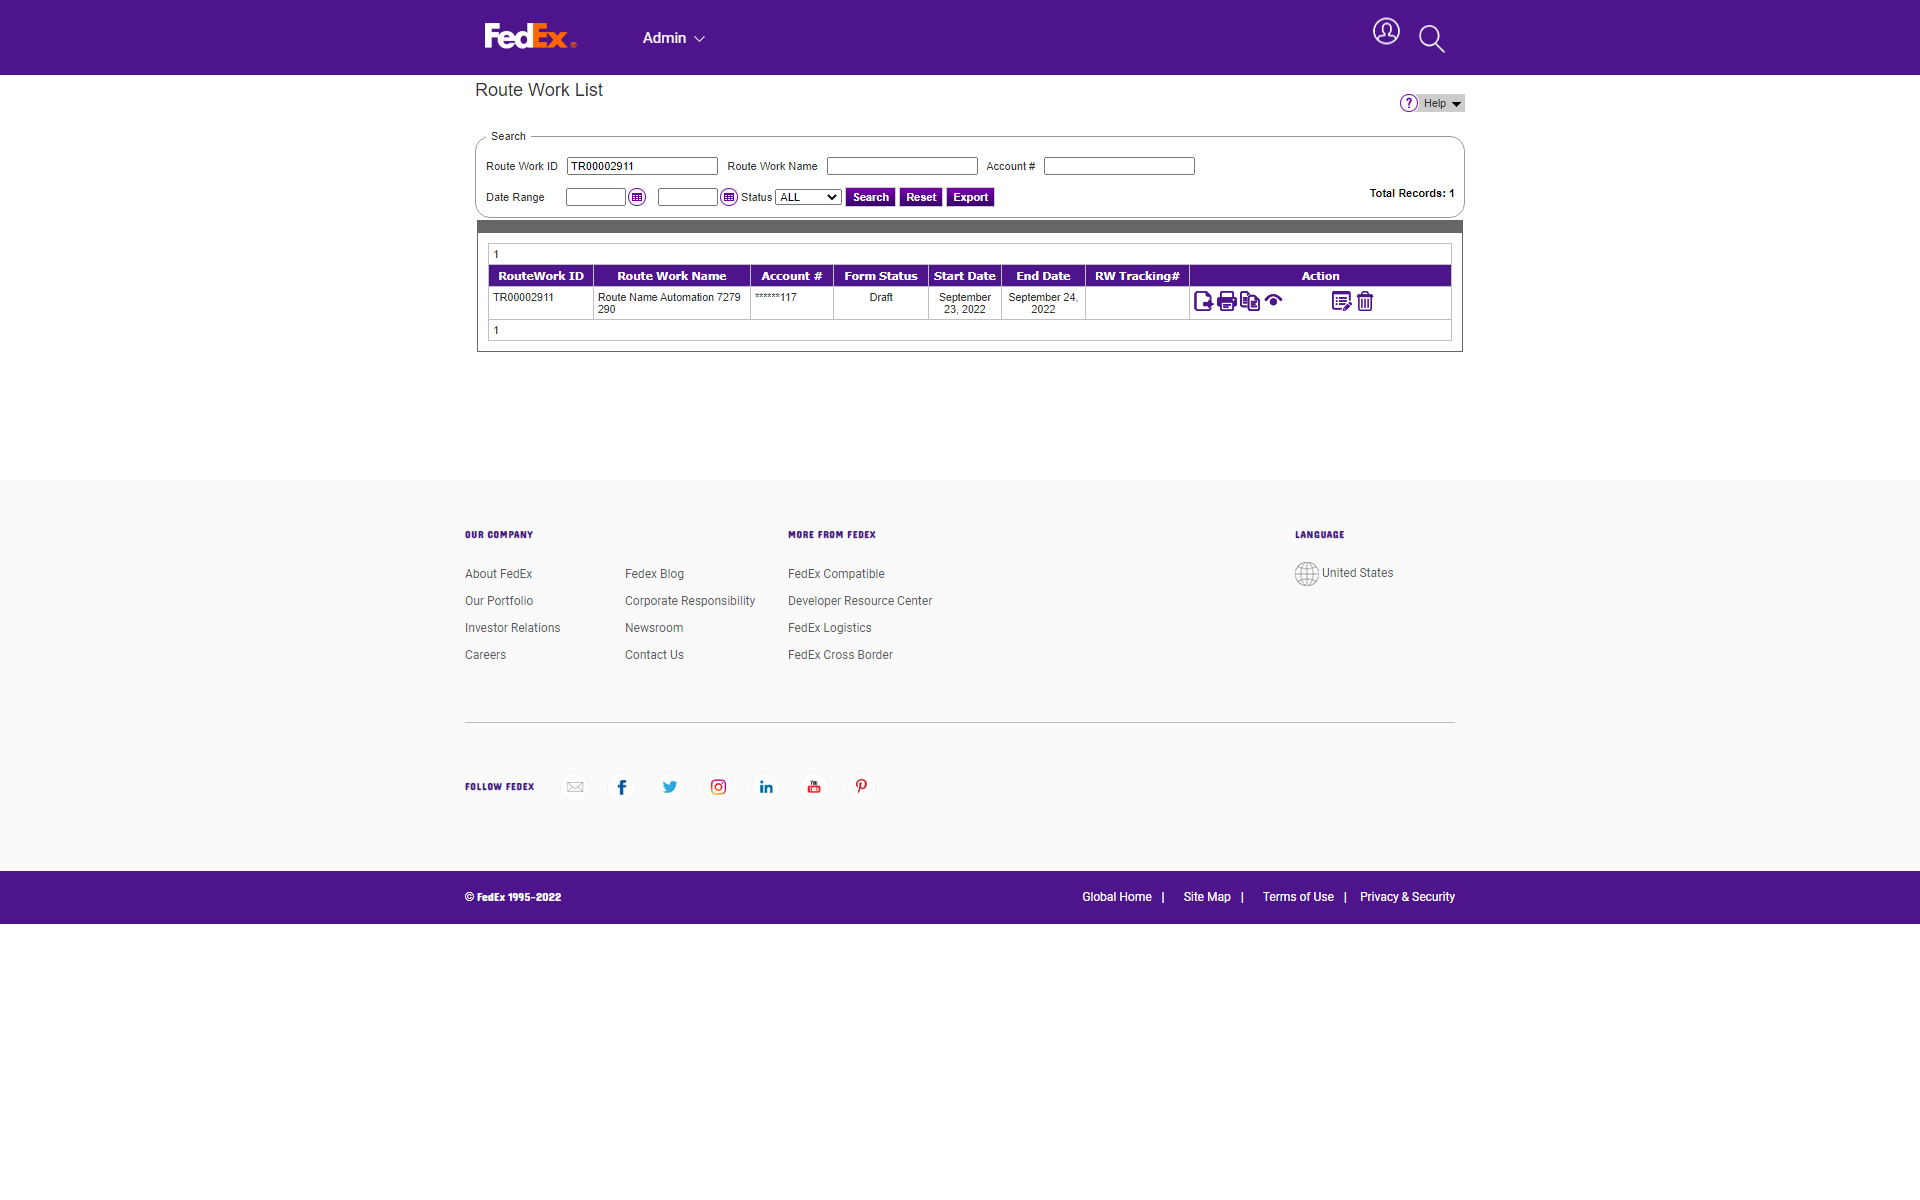 FedEx®
Admin
Route Work List
? Help
Search
Route Work ID TR00002911 Route Work Name Account #
Date Range Status ALL Search Reset Export Total Records: 1
1
RouteWork ID Route Work Name Account # Form Status Start Date End Date RW Tracking# Action
TR00002911 Route Name Automation 7279 ******117 Draft September September 24,
290 23, 2022 2022
1
OUR COMPANY MORE FROM FEDEX LANGUAGE
About FedEx Fedex Blog FedEx Compatible United States
Our Portfolio Corporate Responsibility Developer Resource Center
Investor Relations Newsroom FedEx Logistics
Careers Contact Us FedEx Cross Border
FOLLOW FEDEX
© FedEx 1995-2022 Global Home | Site Map | Terms of Use | Privacy & Security